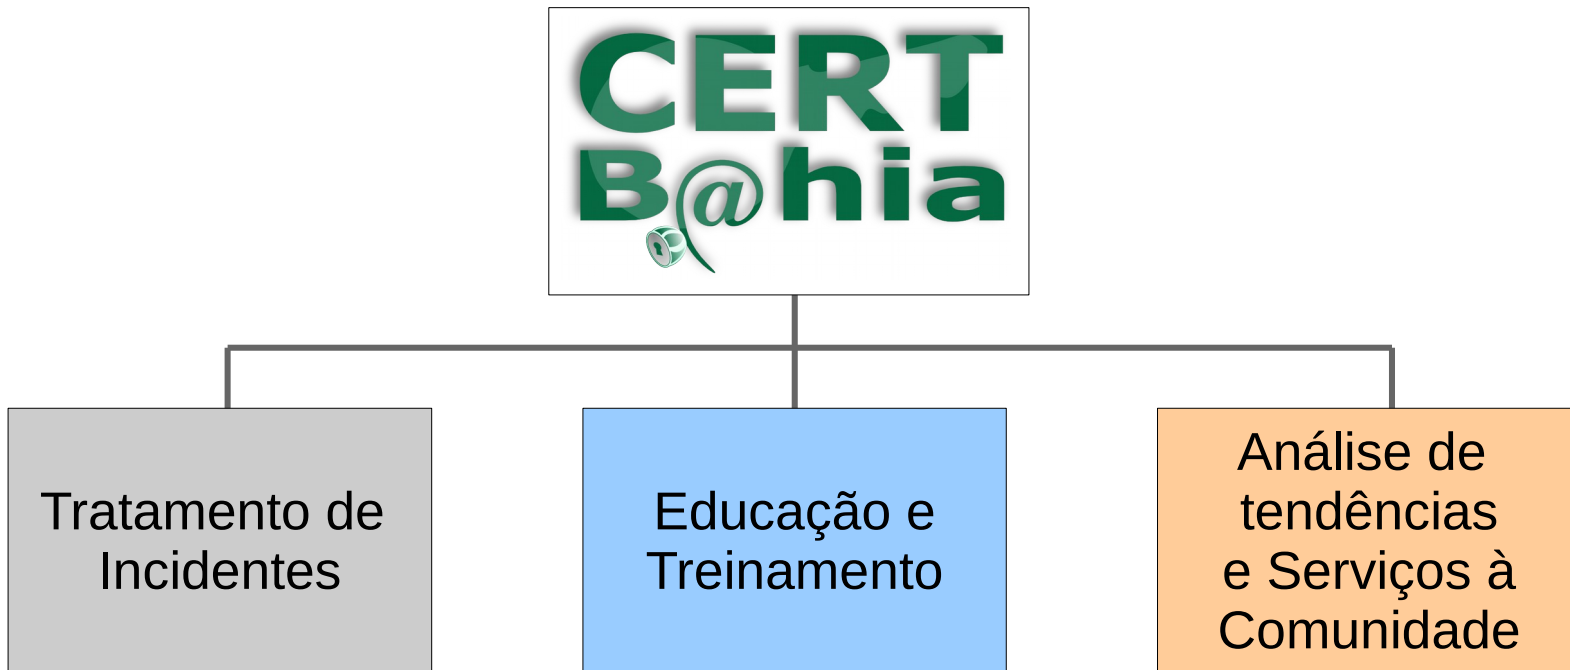 CERT
B@hia
Tratamento de
Incidentes
Educação e
Treinamento
Análise de
tendências
e Serviços à
Comunidade